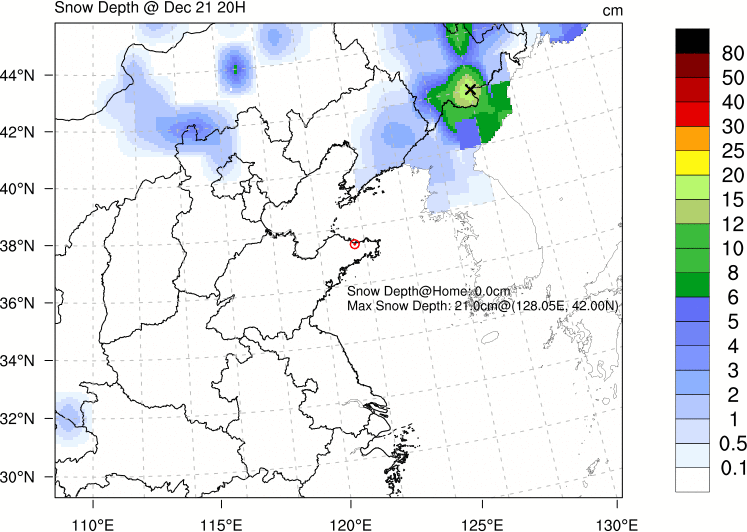 Snow Depth @ Dec 21 20H
cm
44°N
42°N
40°N
38°N
36°N
34°N
32°N
30°N
Snow Depth@Home: 0.0cm
Max Snow Depth: 21.0cm@(128.05E, 42.00N)
110°E 115°E 120°E 125°E 130°E
80
50
40
30
25
20
15
12
10
8
6
5
4
3
2
1
0.5
0.1